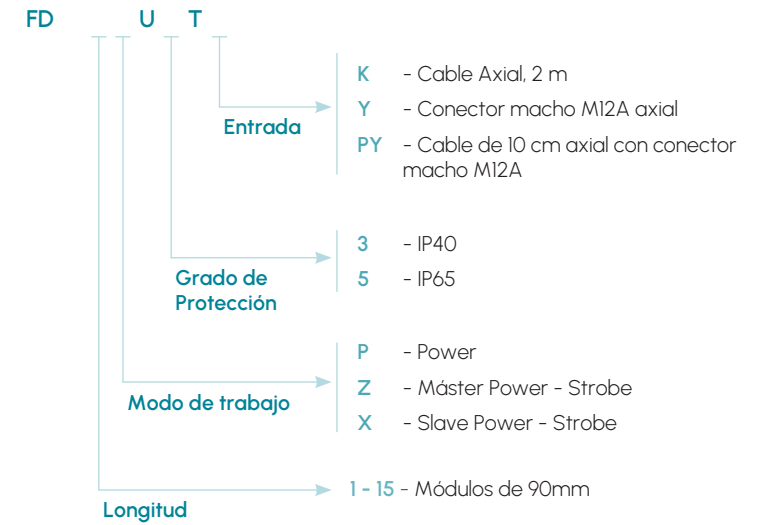 FD U T
K - Cable Axial, 2 m
Y - Conector macho M12A axial
Entrada
PY - Cable de 10 cm axial con conector
macho M12A
3 - IP40
5 - IP65
Grado de
Protección
P - Power
Z - Máster Power - Strobe
X - Slave Power - Strobe
Modo de trabajo
1 - 15 - Módulos de 90mm
Longitud